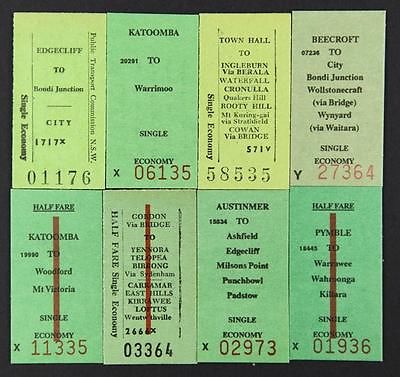 EDGECLIFF
TO
Bondi Junction
CITY
1717X
Public Transport Commission N.S.W.
Single Economy
01176
KATOOMBA
20291 TO
Warrimoo
SINGLE
ECONOMY
X 06135
TOWN HALL
TO
INGLEBURN
Via BERALA
WATERFALL
CRONULLA
Quakers Hill
ROOTY HILL
Mt Kuring-gai
via Strathfield
COWAN
Via BRIDGE
571V
Single Economy
58535
BEECROFT
07236 TO
City
Bondi Junction
Wollstonecraft
(via Bridge)
Wynyard
(via Waitara)
SINGLE
ECONOMY
Y 27364
HALF FARE
KATOOMBA
19990 TO
Woodford
Mt Victoria
SINGLE
ECONOMY
X 11335
GORDON
Via BRIDGE
TO
YENNORA
TELOPEA
BIRRONG
Via Sydenham
CARRAMAR
EAST HILLS
KIRRAWEE
LOFTUS
Wentworthville
266X
HALF FARE Single Economy
03364
AUSTINMER
15834 TO
Ashfield
Edgecliff
Milsons Point
Punchbowl
Padstow
SINGLE
ECONOMY
X 02973
HALF FARE
PYMBLE
18445 TO
Warrawee
Wahroonga
Killara
SINGLE
ECONOMY
X 01936